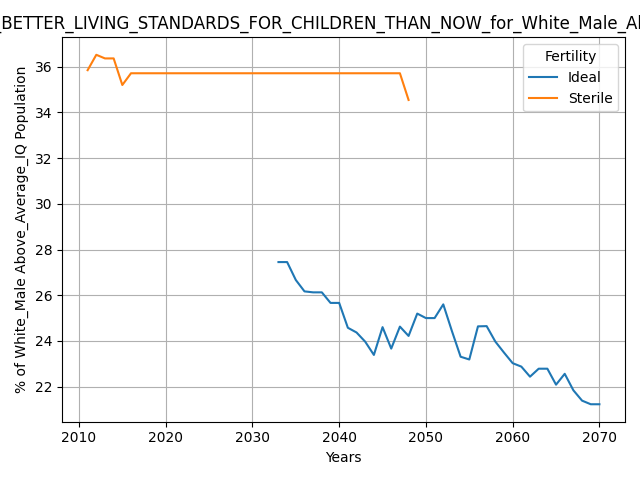 _BETTER_LIVING_STANDARDS_FOR_CHILDREN_THAN_NOW_for_White_Male_A
Fertility
Ideal
Sterile
% of White_Male Above_Average_IQ Population
36
34
32
30
28
26
24
22
2010 2020 2030 2040 2050 2060 2070
Years